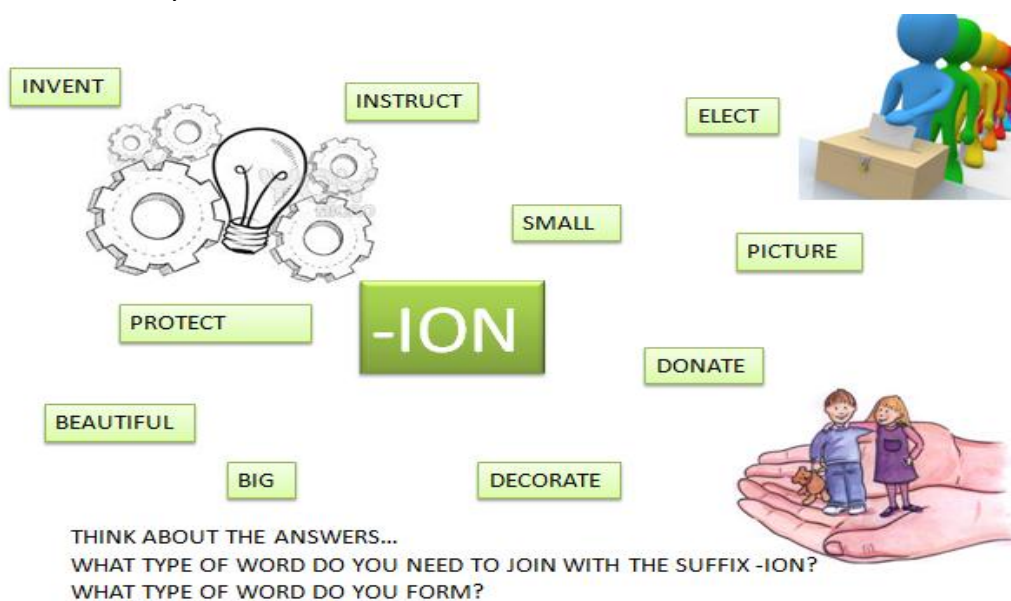 INVENT
INSTRUCT
ELECT
SMALL
PICTURE
PROTECT
-ION
DONATE
BEAUTIFUL
BIG
DECORATE
THINK ABOUT THE ANSWERS...
WHAT TYPE OF WORD DO YOU NEED TO JOIN WITH THE SUFFIX -ION?
WHAT TYPE OF WORD DO YOU FORM?